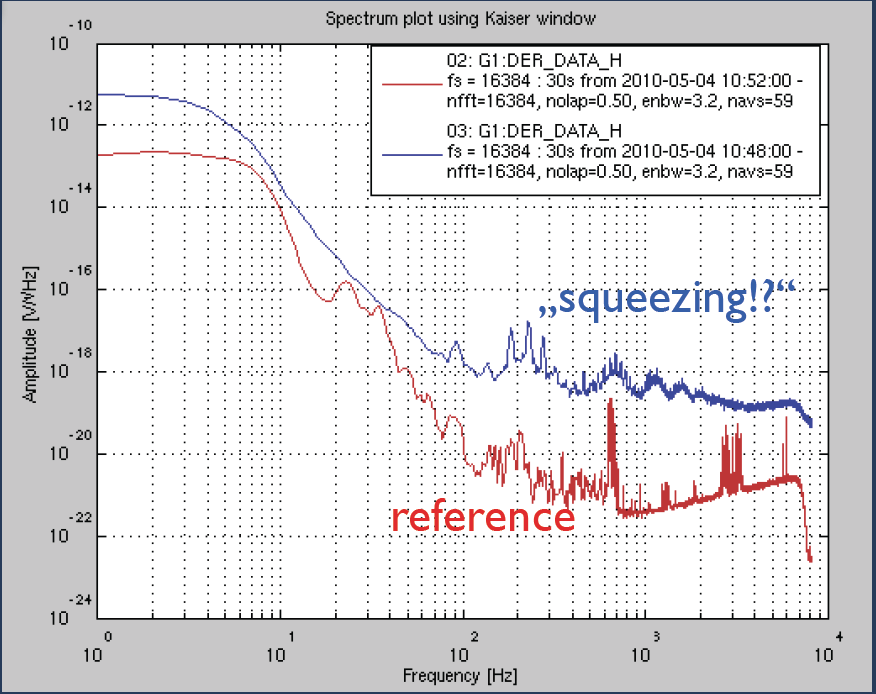 Spectrum plot using Kaiser window
02: G1:DER_DATA_H
fs = 16384 : 30s from 2010-05-04 10:52:00 -
nfft=16384, nolap=0.50, enbw=3.2, navs=59
03: G1:DER_DATA_H
fs = 16384 : 30s from 2010-05-04 10:48:00 -
nfft=16384, nolap=0.50, enbw=3.2, navs=59
10^-10
10^-12
10^-14
10^-16
10^-18
10^-20
10^-22
10^-24
Amplitude [V/√Hz]
„squeezing!?“
reference
10^0 10^1 10^2 10^3 10^4
Frequency [Hz]